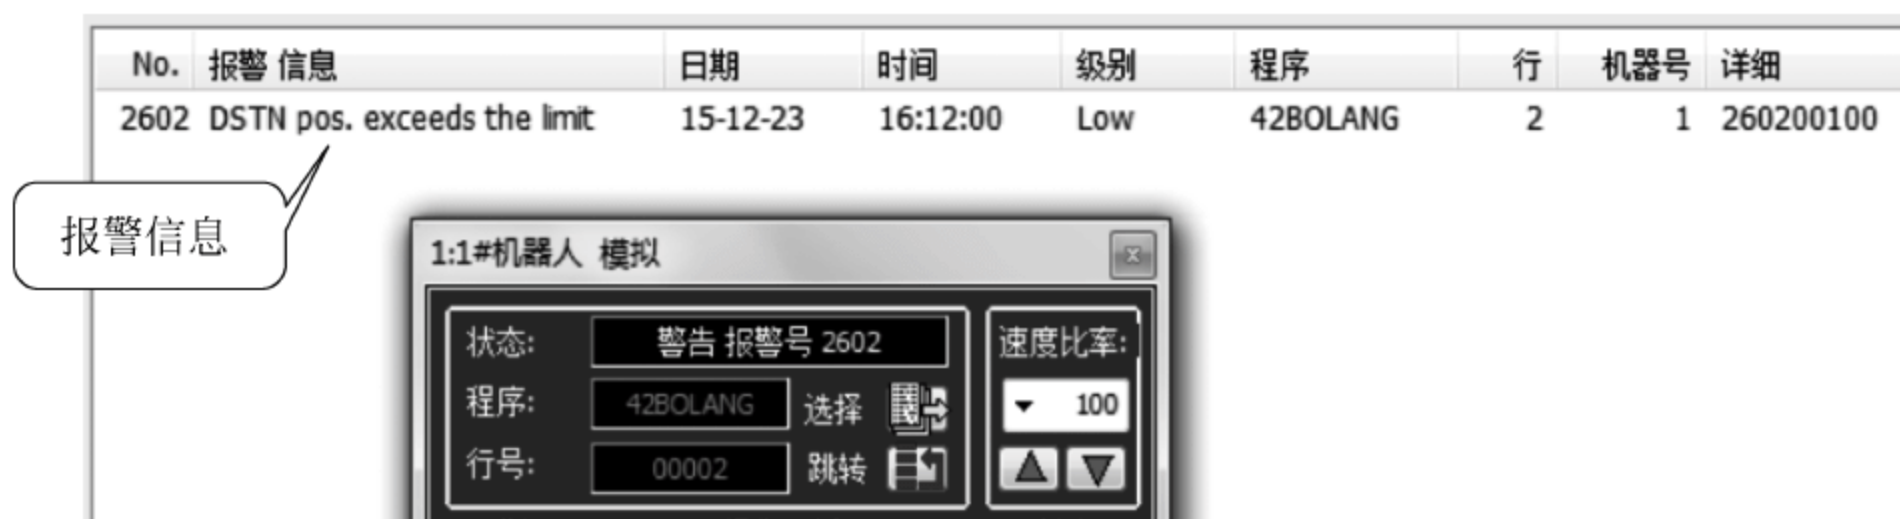 No. 报警 信息 日期 时间 级别 程序 行 机器号 详细
2602 DSTN pos. exceeds the limit 15-12-23 16:12:00 Low 42BOLANG 2 1 260200100
报警信息
1:1#机器人 模拟
状态: 警告 报警号 2602 速度比率:
程序: 42BOLANG 选择 100
行号: 00002 跳转